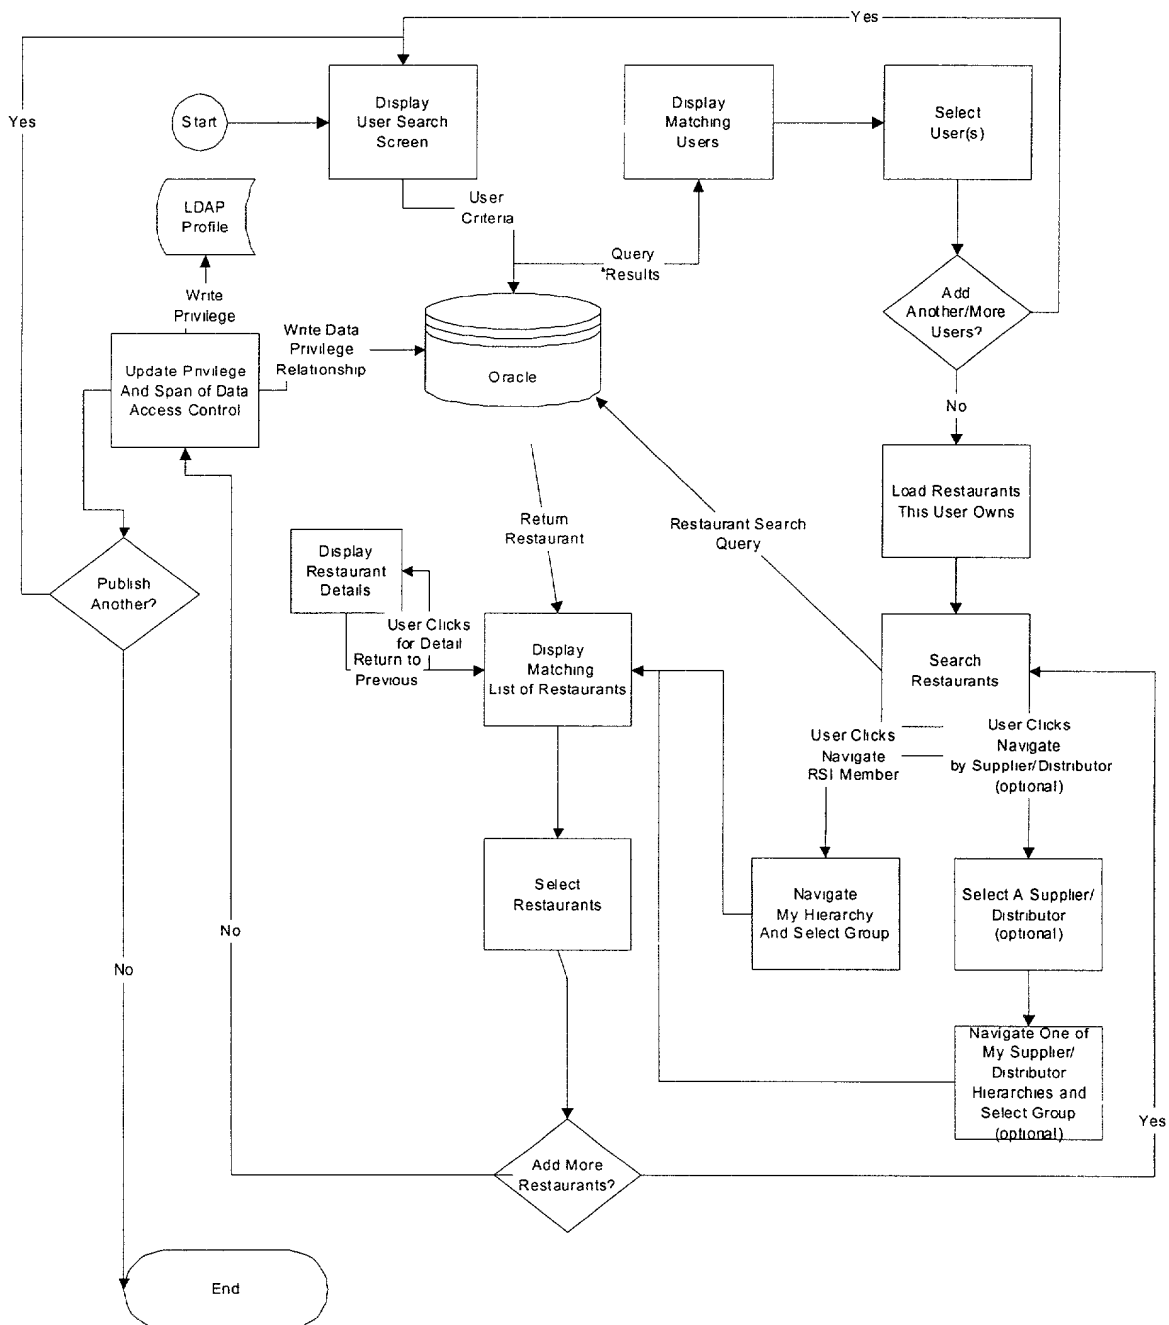 Yes
Yes
Start
Display
User Search
Screen
Display
Matching
Users
Select
User(s)
LDAP
Profile
User
Criteria
Query
Results
Write
Privilege
Add
Another/More
Users?
Write Data
Privilege
Relationship
Update Privilege
And Span of Data
Access Control
Oracle
No
Load Restaurants
This User Owns
Return
Restaurant
Restaurant Search
Query
Display
Restaurant
Details
Publish
Another?
User Clicks
for Detail
Return to
Previous
Display
Matching
List of Restaurants
Search
Restaurants
User Clicks
Navigate
RSI Member
User Clicks
Navigate
by Supplier/Distributor
(optional)
Select
Restaurants
Navigate
My Hierarchy
And Select Group
Select A Supplier/
Distributor
(optional)
No
No
Navigate One of
My Supplier/
Distributor
Hierarchies and
Select Group
(optional)
Yes
Add More
Restaurants?
End